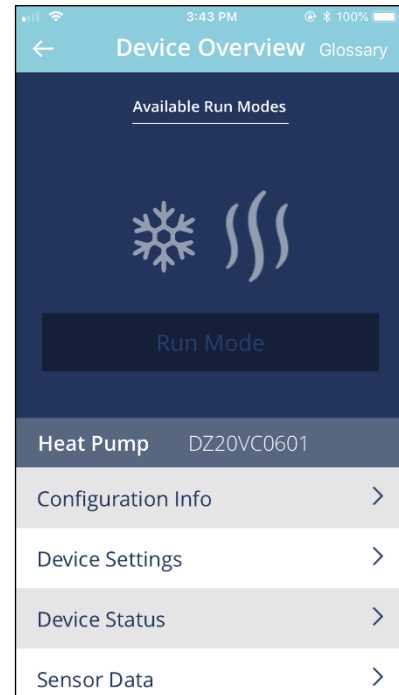 3:43 PM 100%
Device Overview Glossary
Available Run Modes
Run Mode
Heat Pump DZ20VC0601
Configuration Info
Device Settings
Device Status
Sensor Data